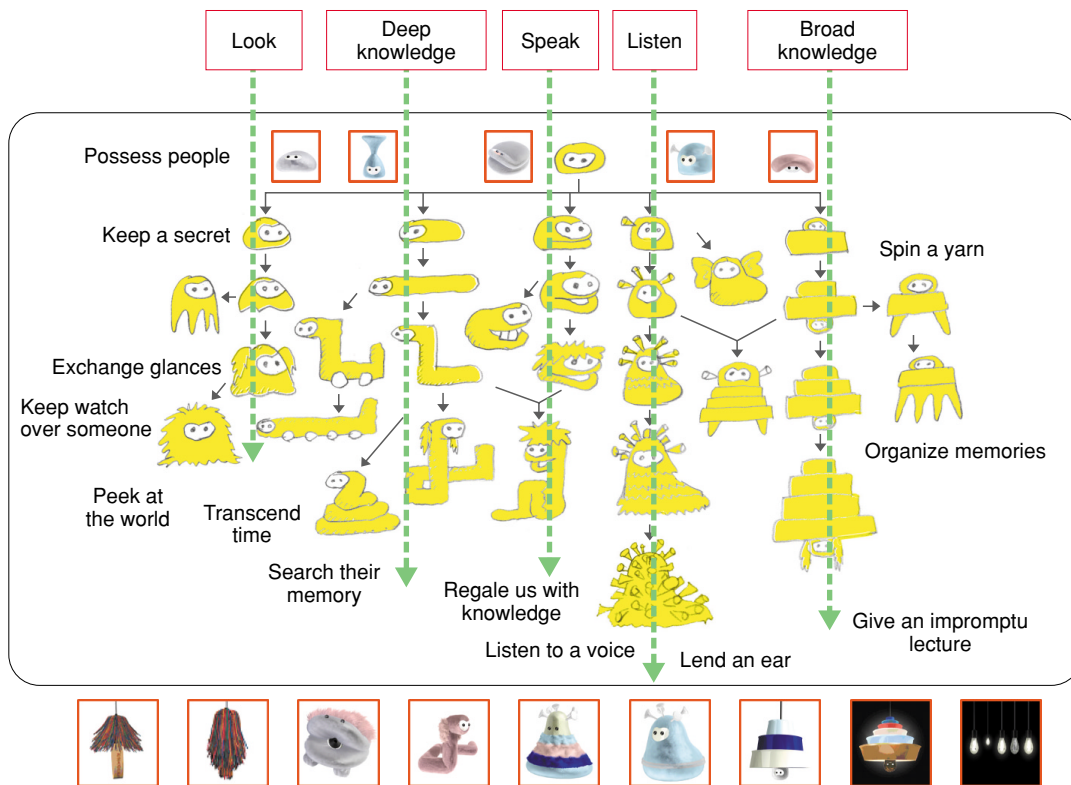 Look
Deep
knowledge
Speak
Listen
Broad
knowledge
Possess people
Keep a secret
Spin a yarn
Exchange glances
Keep watch
over someone
Organize memories
Peek at
the world
Transcend
time
Search their
memory
Regale us with
knowledge
Give an impromptu
lecture
Listen to a voice
Lend an ear